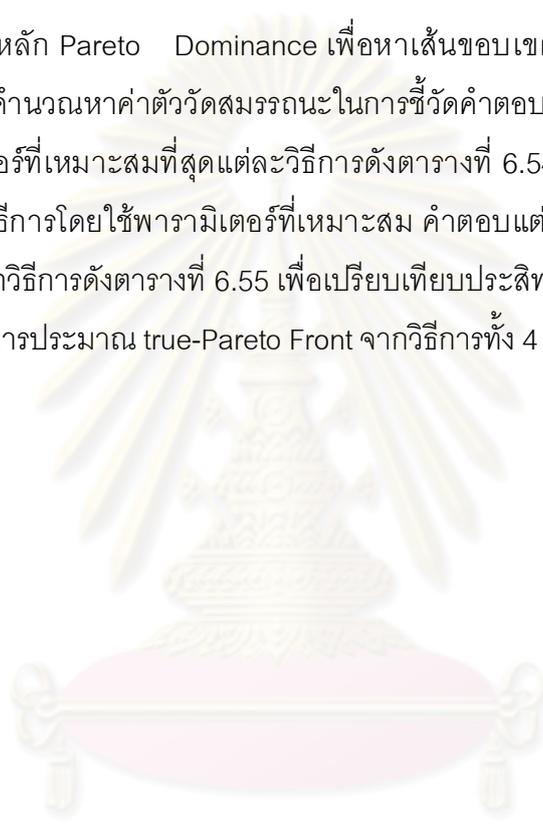 หลัก Pareto Dominance เพื่อหาเส้นขอบเข
คำนวณหาค่าตัววัดสมรรถนะในการชี้วัดคำตอบ
อร์ที่เหมาะสมที่สุดแต่ละวิธีการดังตารางที่ 6.54
ธีการโดยใช้พารามิเตอร์ที่เหมาะสม คำตอบแต่
วิธีการดังตารางที่ 6.55 เพื่อเปรียบเทียบประสิท
ารประมาณ true-Pareto Front จากวิธีการทั้ง 4